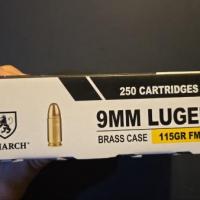 250 CARTRIDGES
9MM LUGE
BRASS CASE 115GR FM
MARCH